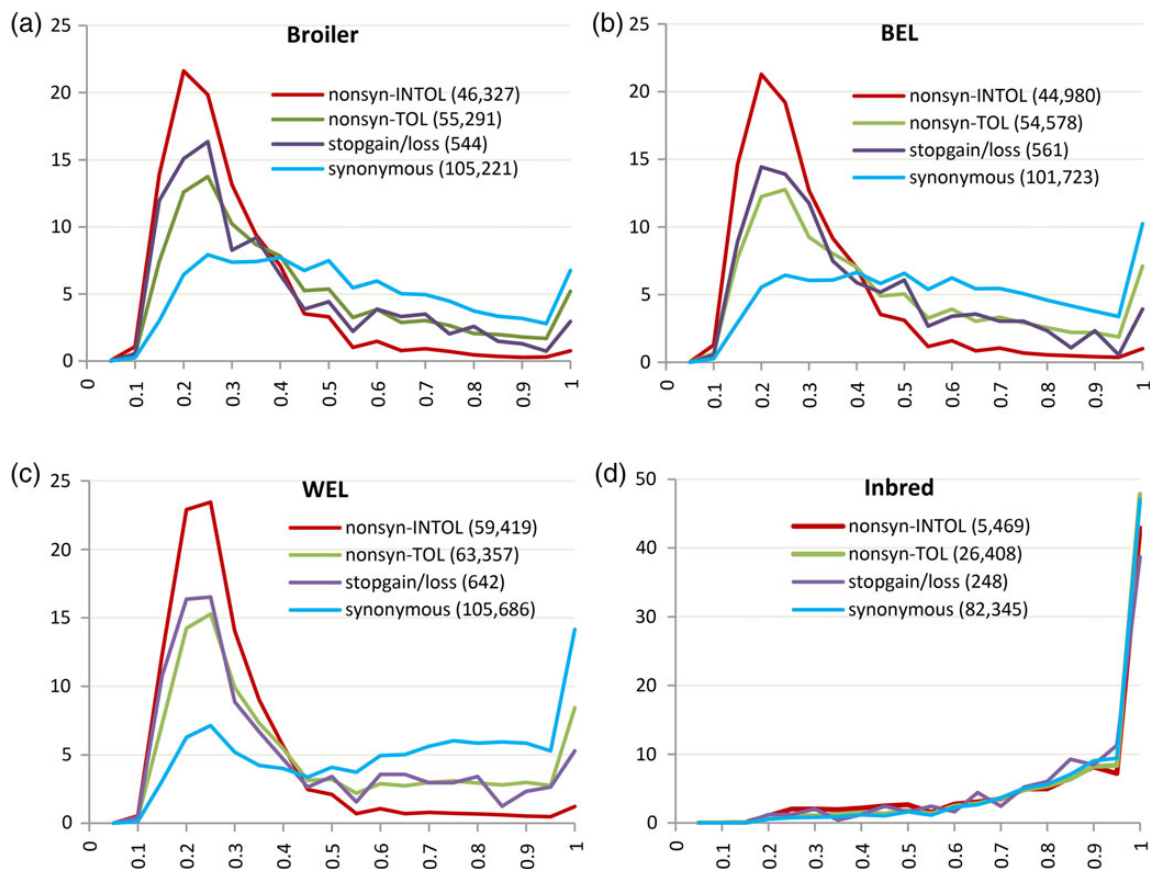 (a)
Broiler
25
20
15
10
5
0
nonsyn-INTOL (46,327)
nonsyn-TOL (55,291)
stopgain/loss (544)
synonymous (105,221)
0 0.1 0.2 0.3 0.4 0.5 0.6 0.7 0.8 0.9 1
(b)
BEL
25
20
15
10
5
0
nonsyn-INTOL (44,980)
nonsyn-TOL (54,578)
stopgain/loss (561)
synonymous (101,723)
0 0.1 0.2 0.3 0.4 0.5 0.6 0.7 0.8 0.9 1
(c)
WEL
25
20
15
10
5
0
nonsyn-INTOL (59,419)
nonsyn-TOL (63,357)
stopgain/loss (642)
synonymous (105,686)
0 0.1 0.2 0.3 0.4 0.5 0.6 0.7 0.8 0.9 1
(d)
Inbred
50
40
30
20
10
0
nonsyn-INTOL (5,469)
nonsyn-TOL (26,408)
stopgain/loss (248)
synonymous (82,345)
0 0.1 0.2 0.3 0.4 0.5 0.6 0.7 0.8 0.9 1